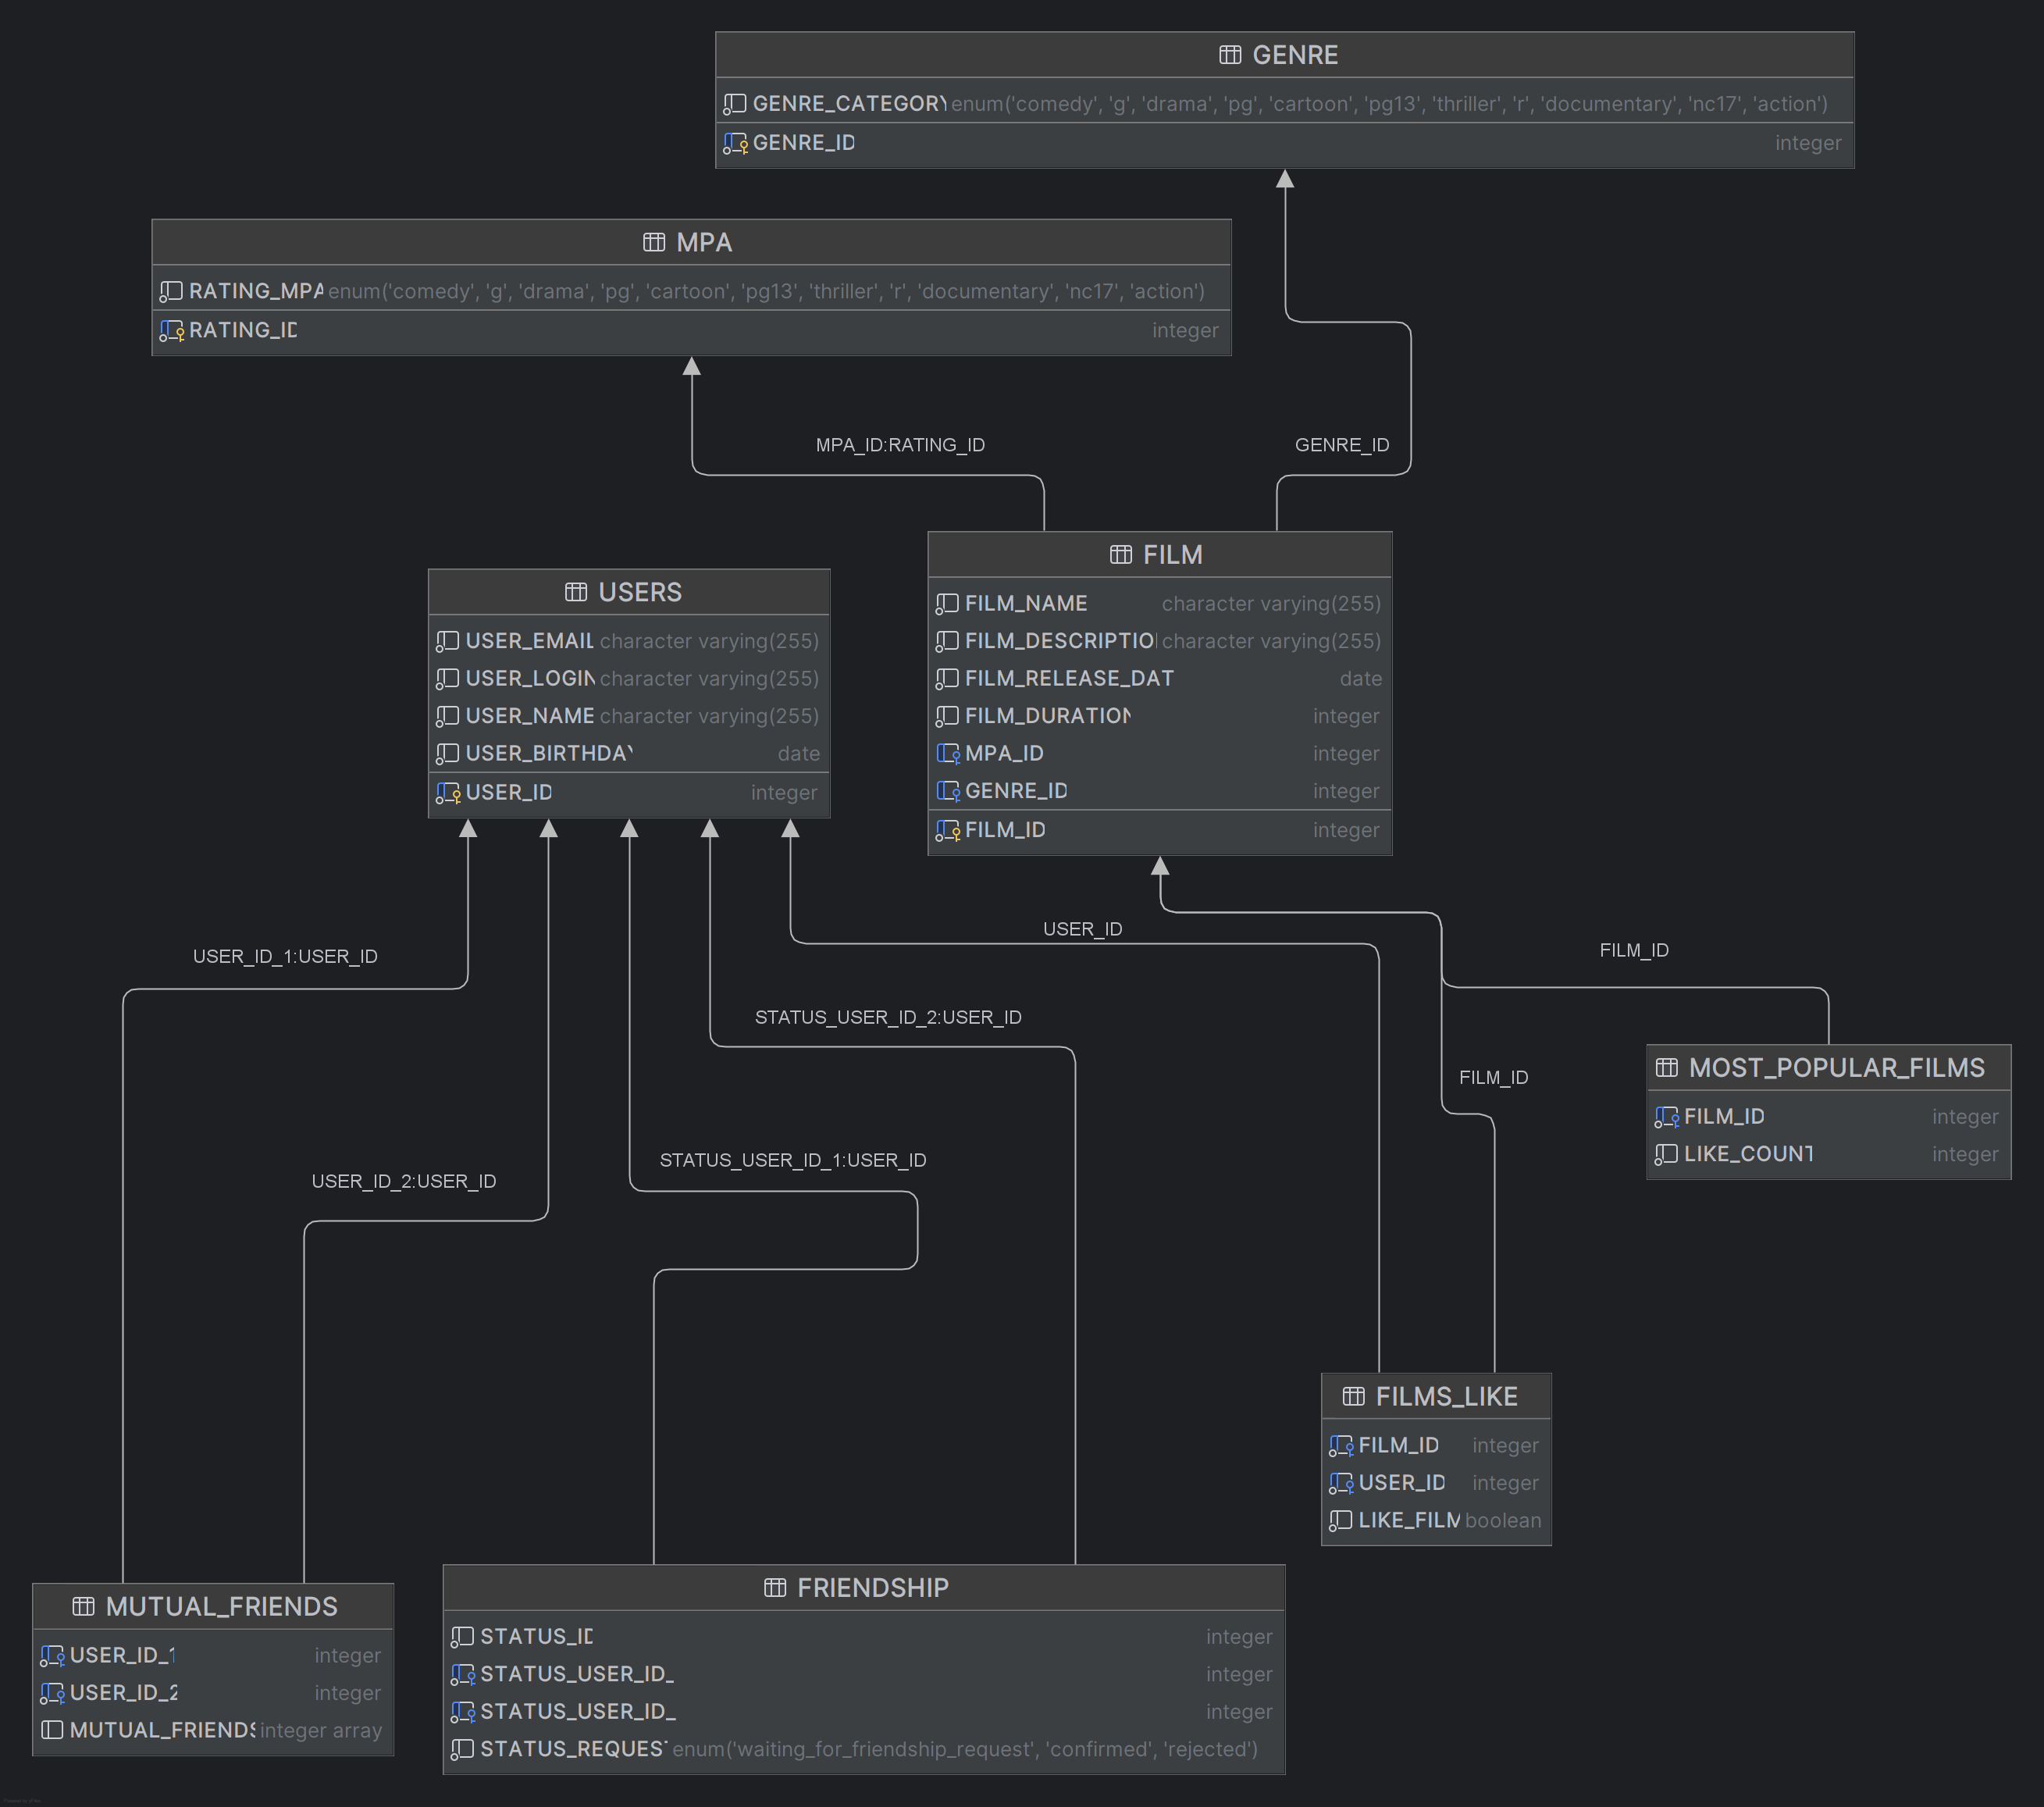 GENRE
GENRE_CATEGORY enum('comedy', 'g', 'drama', 'pg', 'cartoon', 'pg13', 'thriller', 'r', 'documentary', 'nc17', 'action')
GENRE_ID integer
MPA
RATING_MPA enum('comedy', 'g', 'drama', 'pg', 'cartoon', 'pg13', 'thriller', 'r', 'documentary', 'nc17', 'action')
RATING_ID integer
MPA_ID:RATING_ID
GENRE_ID
FILM
FILM_NAME character varying(255)
FILM_DESCRIPTIO character varying(255)
FILM_RELEASE_DAT date
FILM_DURATION integer
MPA_ID integer
GENRE_ID integer
FILM_ID integer
USERS
USER_EMAIL character varying(255)
USER_LOGIN character varying(255)
USER_NAME character varying(255)
USER_BIRTHDAY date
USER_ID integer
USER_ID
FILM_ID
USER_ID_1:USER_ID
STATUS_USER_ID_2:USER_ID
FILM_ID
MOST_POPULAR_FILMS
FILM_ID integer
LIKE_COUNT integer
STATUS_USER_ID_1:USER_ID
USER_ID_2:USER_ID
FILMS_LIKE
FILM_ID integer
USER_ID integer
LIKE_FILM boolean
MUTUAL_FRIENDS
USER_ID_1 integer
USER_ID_2 integer
MUTUAL_FRIENDS integer array
FRIENDSHIP
STATUS_ID integer
STATUS_USER_ID_ integer
STATUS_USER_ID_ integer
STATUS_REQUEST enum('waiting_for_friendship_request', 'confirmed', 'rejected')